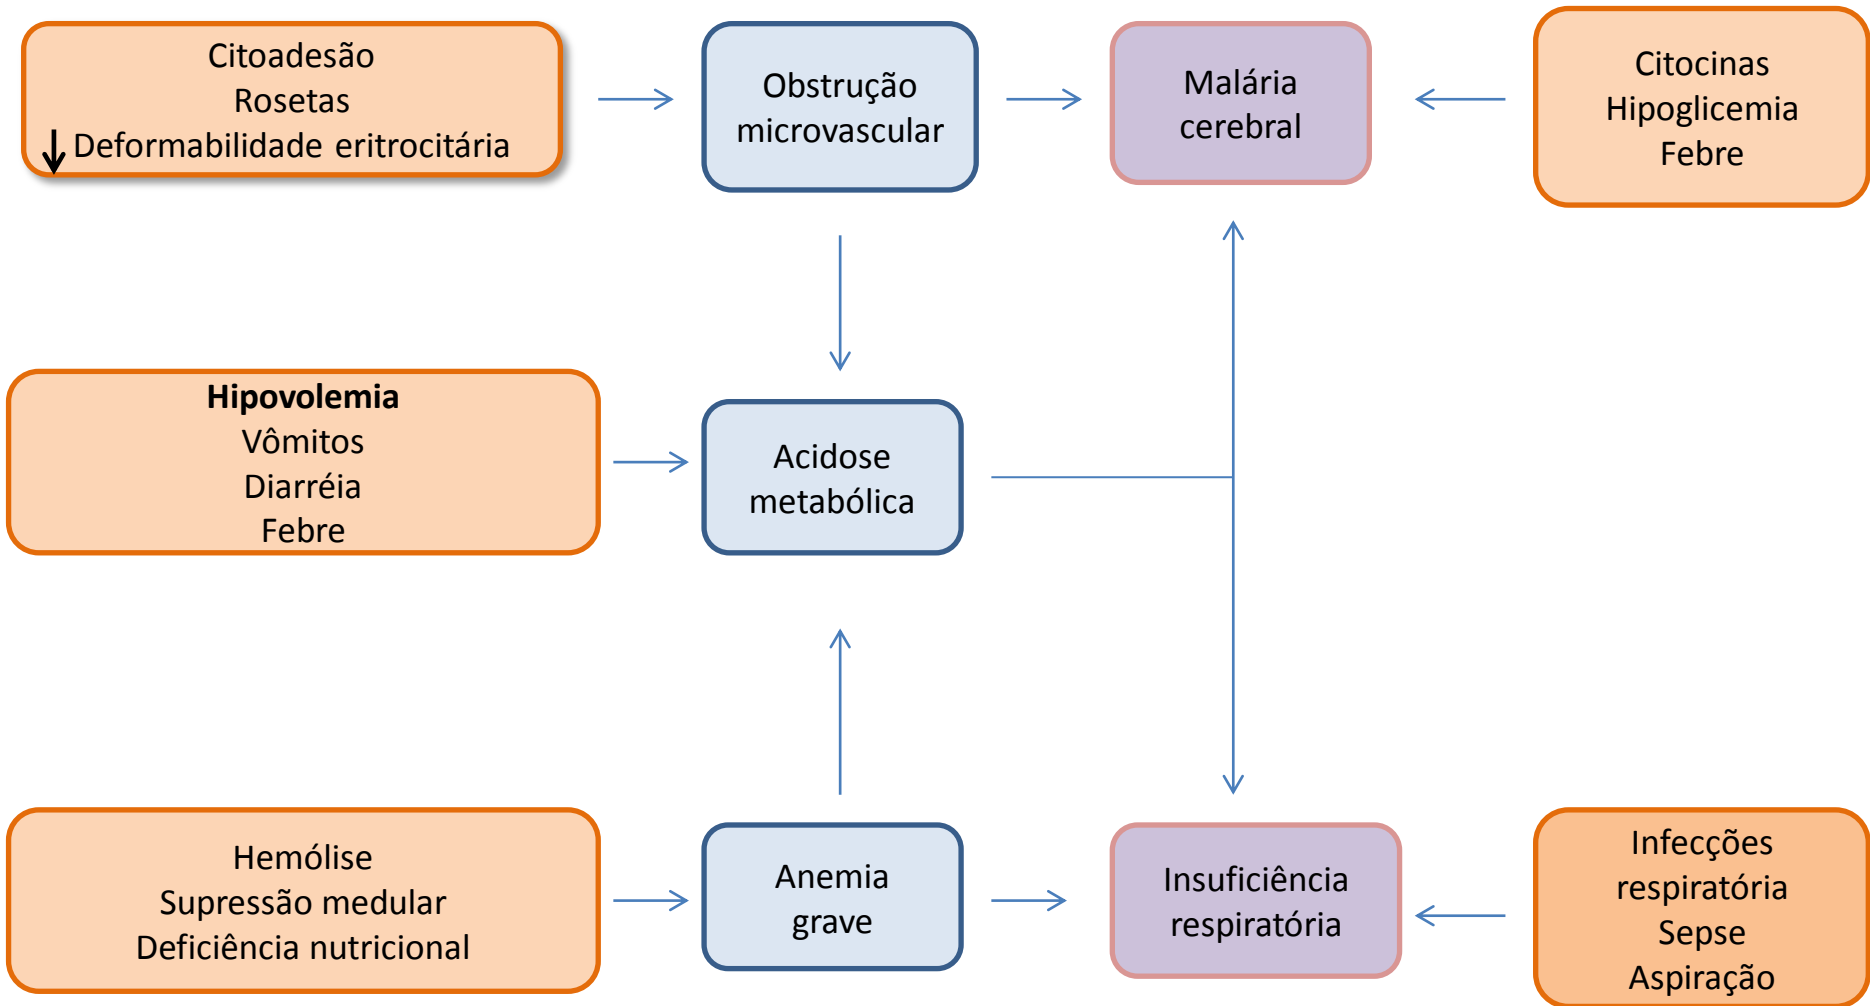 Citoadesão
Rosetas
↓ Deformabilidade eritrocitária
Obstrução
microvascular
Malária
cerebral
Citocinas
Hipoglicemia
Febre
Hipovolemia
Vômitos
Diarréia
Febre
Acidose
metabólica
Hemólise
Supressão medular
Deficiência nutricional
Anemia
grave
Insuficiência
respiratória
Infecções
respiratória
Sepse
Aspiração